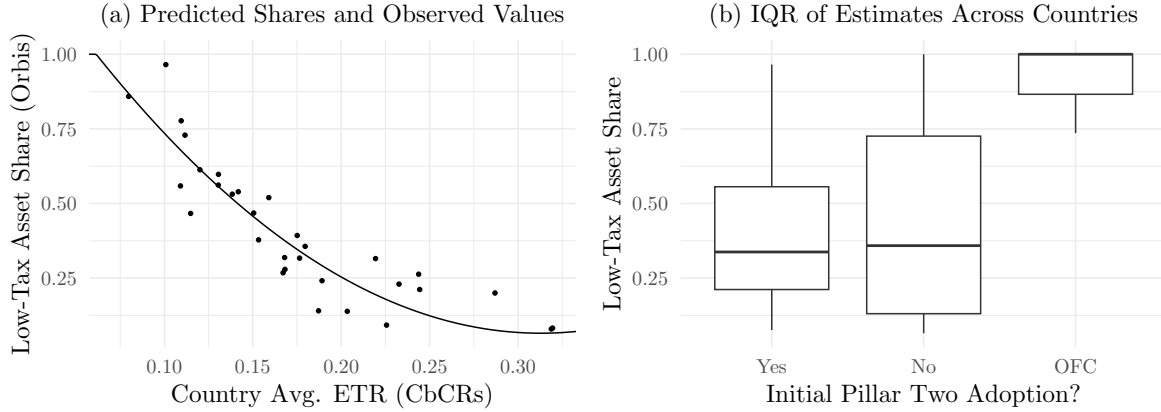 (a) Predicted Shares and Observed Values
Low-Tax Asset Share (Orbis)
1.00
0.75
0.50
0.25
0.10 0.15 0.20 0.25 0.30
Country Avg. ETR (CbCRs)
(b) IQR of Estimates Across Countries
Low-Tax Asset Share
1.00
0.75
0.50
0.25
Yes No OFC
Initial Pillar Two Adoption?